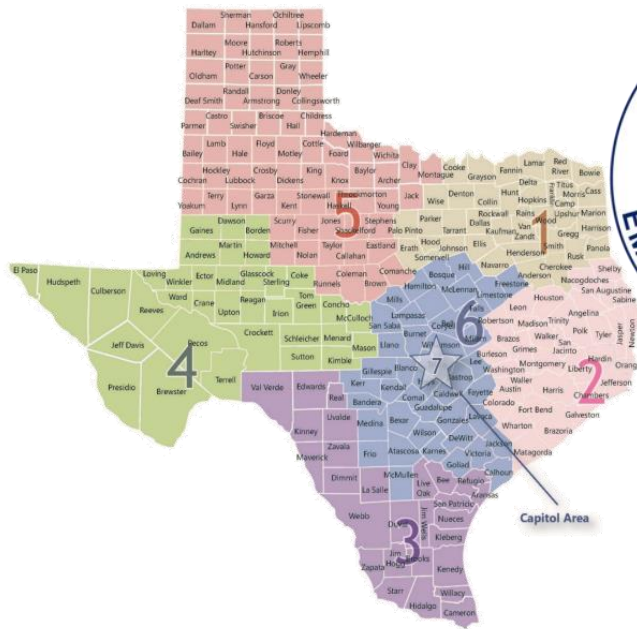 Sherman Ochiltree
Dallam Hansford Lipscomb
Moore Roberts
Hartley Hutchinson Hemphill
Potter Gray
Oldham Carson Wheeler
Randall Donley
Deaf Smith Armstrong Collingsworth
Castro Briscoe Childress
Parmer Swisher Hall
Hardeman
Lamb Floyd Cottle Wilbarger
Bailey Hale Motley Foard Wichita
Hockley Crosby King Baylor Clay
Cochran Lubbock Dickens Knox Archer Montague
Terry Garza Stonewall Throckmorton Jack
Yoakum Lynn Kent Haskell Young
Cooke Grayson Fannin Lamar Red River Bowie
Delta Titus Morris Cass
Wise Denton Collin Hunt Hopkins Franklin Camp
Rockwall Rains Wood Upshur Marion
Parker Tarrant Dallas Kaufman Van Zandt Gregg Harrison
Hood Johnson Ellis Smith Panola
Erath Somervell Navarro Henderson Rusk
Cherokee
Anderson
1
Dawson Scurry Fisher Jones Stephens
Gaines Borden Shackelford Palo Pinto
Martin Mitchell Taylor Eastland
Andrews Howard Nolan Callahan
5
Coleman Comanche
Runnels Brown
El Paso Loving Ector Glasscock Coke
Hudspeth Winkler Midland Sterling
Culberson Ward Crane Reagan Tom Green Concho
Reeves Upton Irion McCulloch
Crockett Schleicher Menard
Jeff Davis Pecos Mason
Sutton Kimble
4
Presidio Brewster Terrell
Bosque Hill Freestone
Hamilton McLennan Limestone
Mills Falls
Lampasas Coryell Bell
San Saba Burnet Milam
Llano Williamson
6
Gillespie Blanco Lee
7
Kerr Kendall Bastrop Fayette
Bandera Comal Caldwell
Guadalupe Lavaca
Medina Bexar Gonzales
Wilson DeWitt Jackson
Frio Atascosa Karnes Victoria
Goliad Calhoun
McMullen
Shelby
Nacogdoches
San Augustine
Houston Sabine
Leon Angelina
Robertson Madison Trinity Newton
Brazos Walker Polk Tyler Jasper
Burleson Grimes San Jacinto
Washington Montgomery Hardin Orange
Waller Liberty
Austin Harris Jefferson
Colorado Chambers
2
Fort Bend Galveston
Wharton Brazoria
Matagorda
Val Verde Edwards
Real
Uvalde
Kinney
Maverick Zavala
Dimmit
La Salle Live Oak Bee Refugio
Aransas
San Patricio
Webb Duval Jim Wells Nueces
Kleberg
3
Zapata Jim Hogg Brooks Kenedy
Starr Willacy
Hidalgo Cameron
Capitol Area